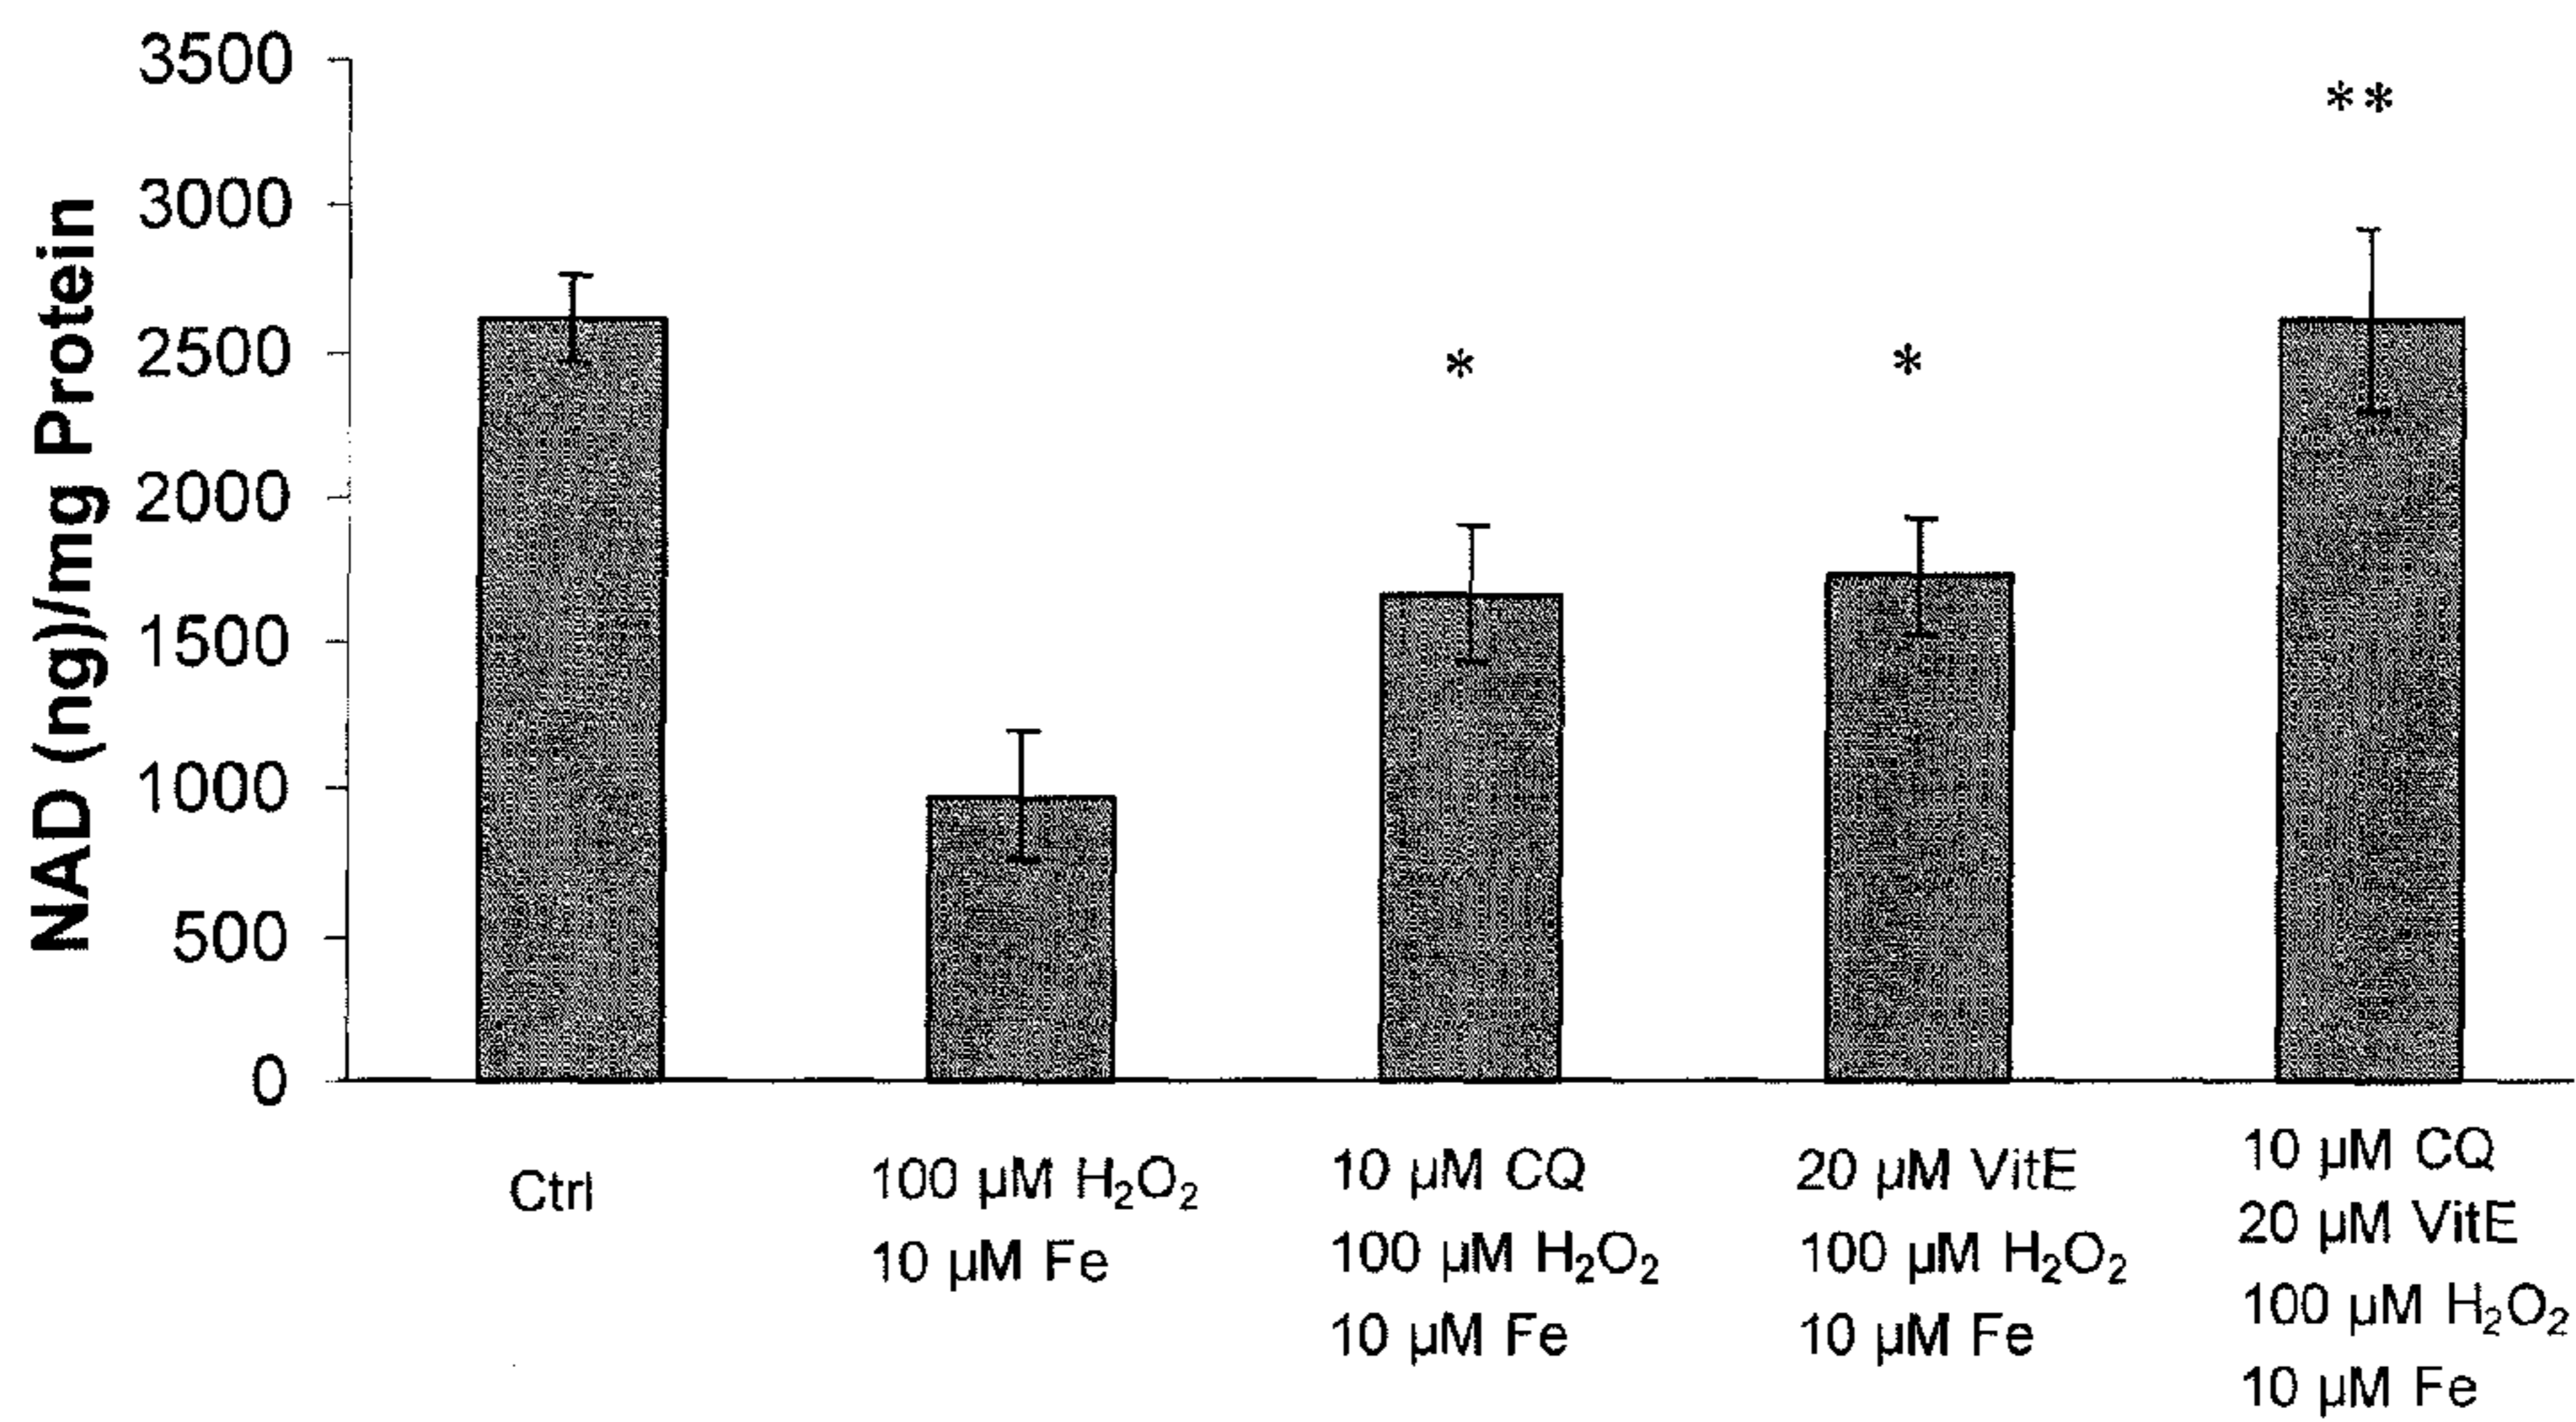 NAD (ng)/mg Protein
3500
3000
2500
2000
1500
1000
500
0
*
*
**
Ctrl
100 µM H₂O₂
10 µM Fe
10 µM CQ
100 µM H₂O₂
10 µM Fe
20 µM VitE
100 µM H₂O₂
10 µM Fe
10 µM CQ
20 µM VitE
100 µM H₂O₂
10 µM Fe